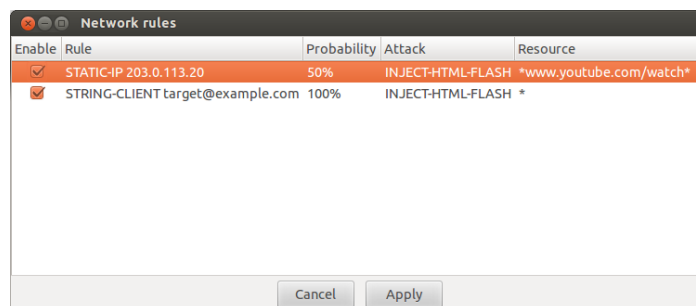 Network rules
Enable Rule Probability Attack Resource
STATIC-IP 203.0.113.20 50% INJECT-HTML-FLASH *www.youtube.com/watch*
STRING-CLIENT target@example.com 100% INJECT-HTML-FLASH *
Cancel Apply